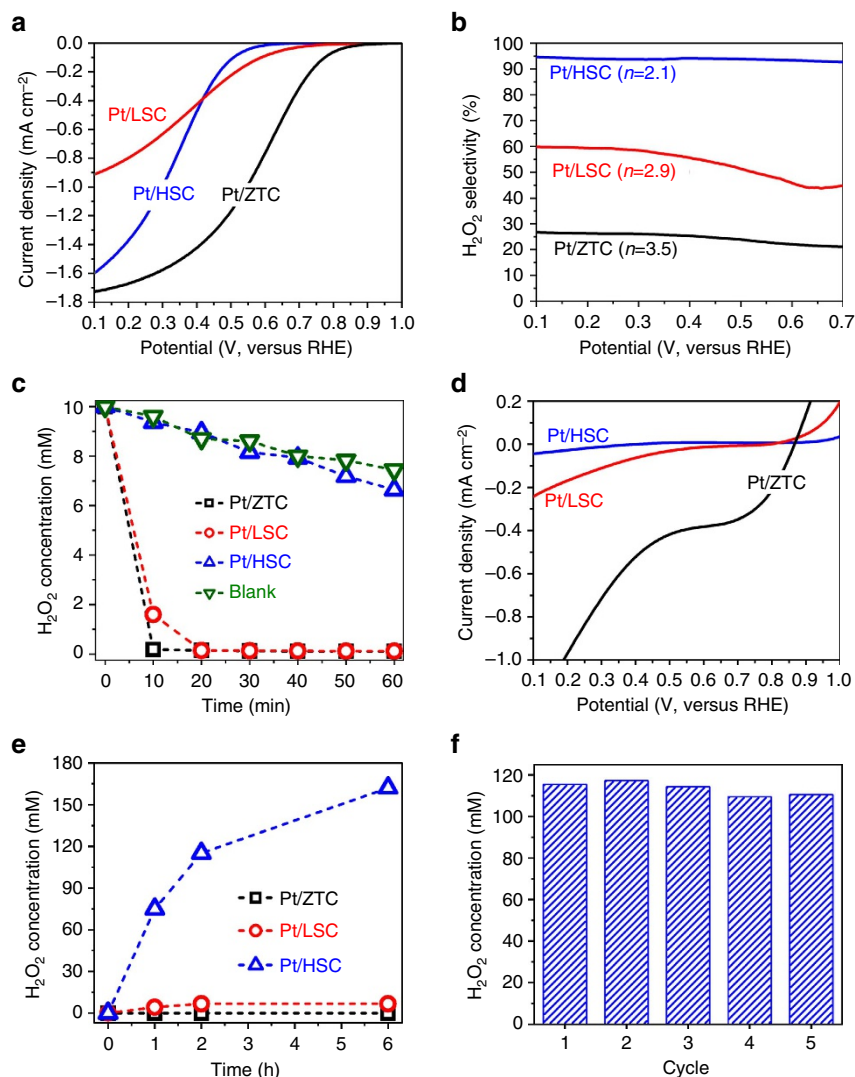 a
0.0
−0.2
−0.4
−0.6
−0.8
−1.0
−1.2
−1.4
−1.6
−1.8
Current density (mA cm−2)
Pt/LSC
Pt/HSC
Pt/ZTC
0.1 0.2 0.3 0.4 0.5 0.6 0.7 0.8 0.9 1.0
Potential (V, versus RHE)
b
100
90
80
70
60
50
40
30
20
10
0
H2O2 selectivity (%)
Pt/HSC (n=2.1)
Pt/LSC (n=2.9)
Pt/ZTC (n=3.5)
0.1 0.2 0.3 0.4 0.5 0.6 0.7
Potential (V, versus RHE)
c
10
8
6
4
2
0
H2O2 concentration (mM)
Pt/ZTC
Pt/LSC
Pt/HSC
Blank
0 10 20 30 40 50 60
Time (min)
d
0.2
0.0
−0.2
−0.4
−0.6
−0.8
−1.0
Current density (mA cm−2)
Pt/HSC
Pt/LSC
Pt/ZTC
0.1 0.2 0.3 0.4 0.5 0.6 0.7 0.8 0.9 1.0
Potential (V, versus RHE)
e
180
150
120
90
60
30
0
H2O2 concentration (mM)
Pt/ZTC
Pt/LSC
Pt/HSC
0 1 2 3 4 5 6
Time (h)
f
120
100
80
60
40
20
0
H2O2 concentration (mM)
1 2 3 4 5
Cycle